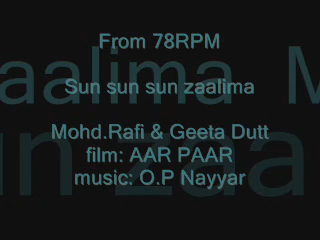 From 78RPM
Sun sun sun zaalima
Mohd.Rafi & Geeta Dutt
film: AAR PAAR
music: O.P Nayyar